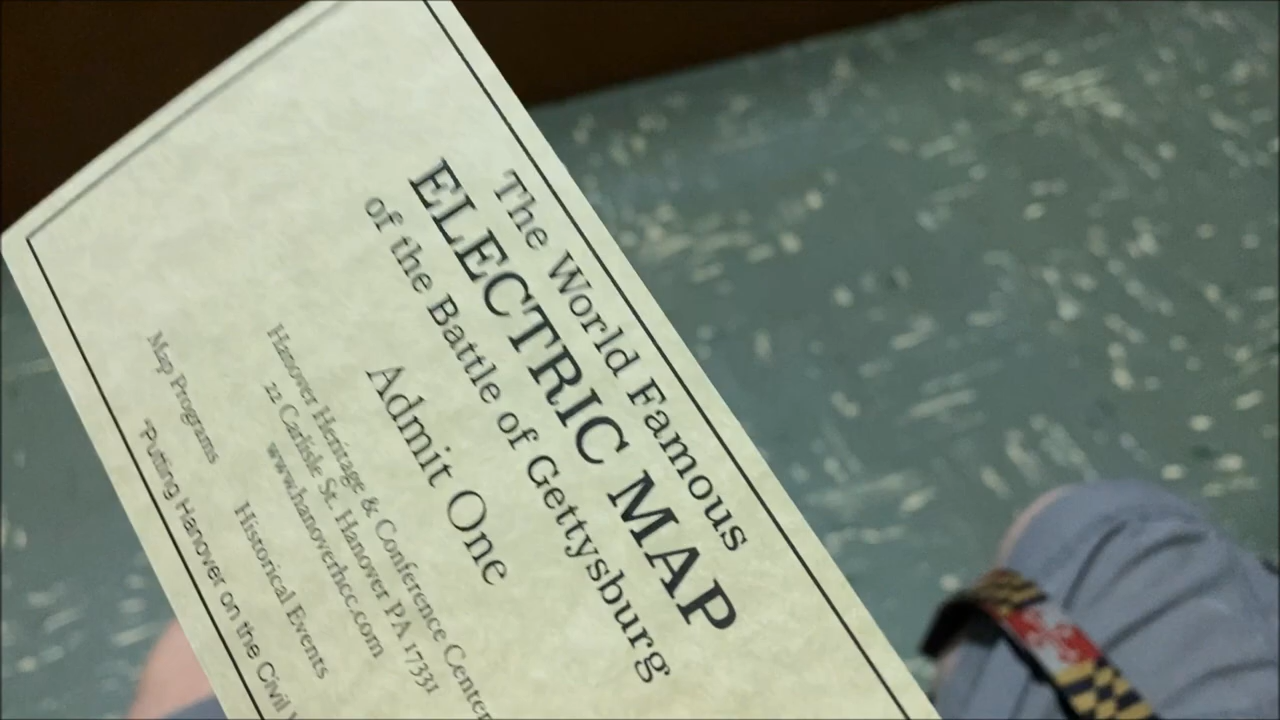 The World Famous
ELECTRIC MAP
of the Battle of Gettysburg
Admit One
Hanover Heritage & Conference Center
22 Carlisle St. Hanover PA 17331
www.hanoverhcc.com
Map Programs
Historical Events
"Putting Hanover on the Civil